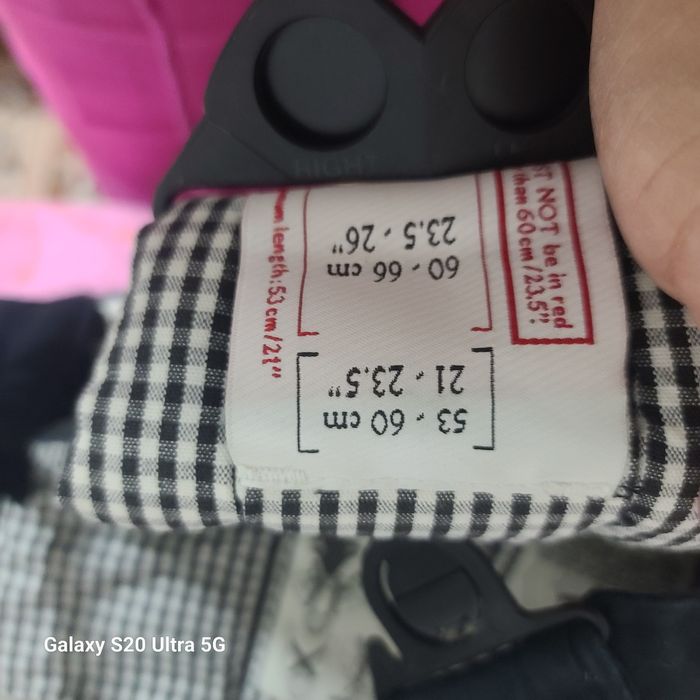 RIGHT
NOT be in red
than 60cm/23.5"!
53 - 60 cm
21 - 23.5"
60 - 66 cm
23.5 - 26"
length:53cm/21"
Galaxy S20 Ultra 5G